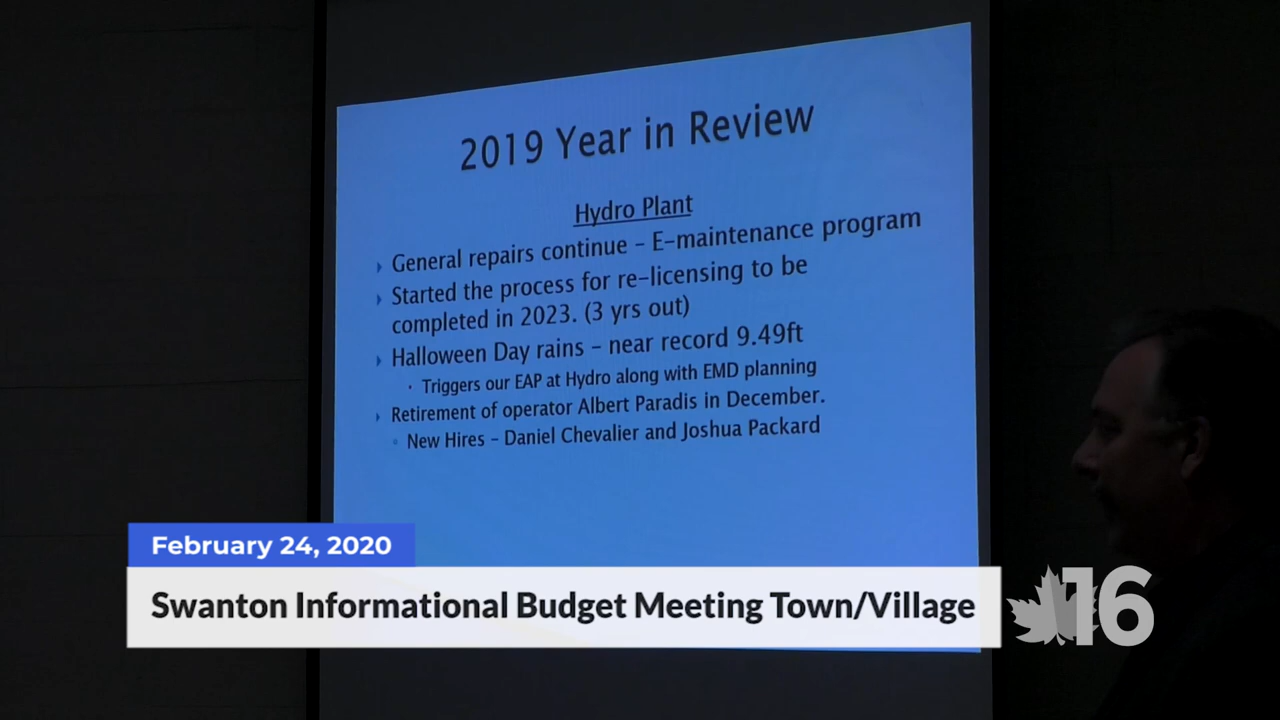 2019 Year in Review
Hydro Plant
General repairs continue – E-maintenance program
Started the process for re-licensing to be
completed in 2023. (3 yrs out)
Halloween Day rains – near record 9.49ft
Triggers our EAP at Hydro along with EMD planning
Retirement of operator Albert Paradis in December.
New Hires – Daniel Chevalier and Joshua Packard
February 24, 2020
Swanton Informational Budget Meeting Town/Village
16